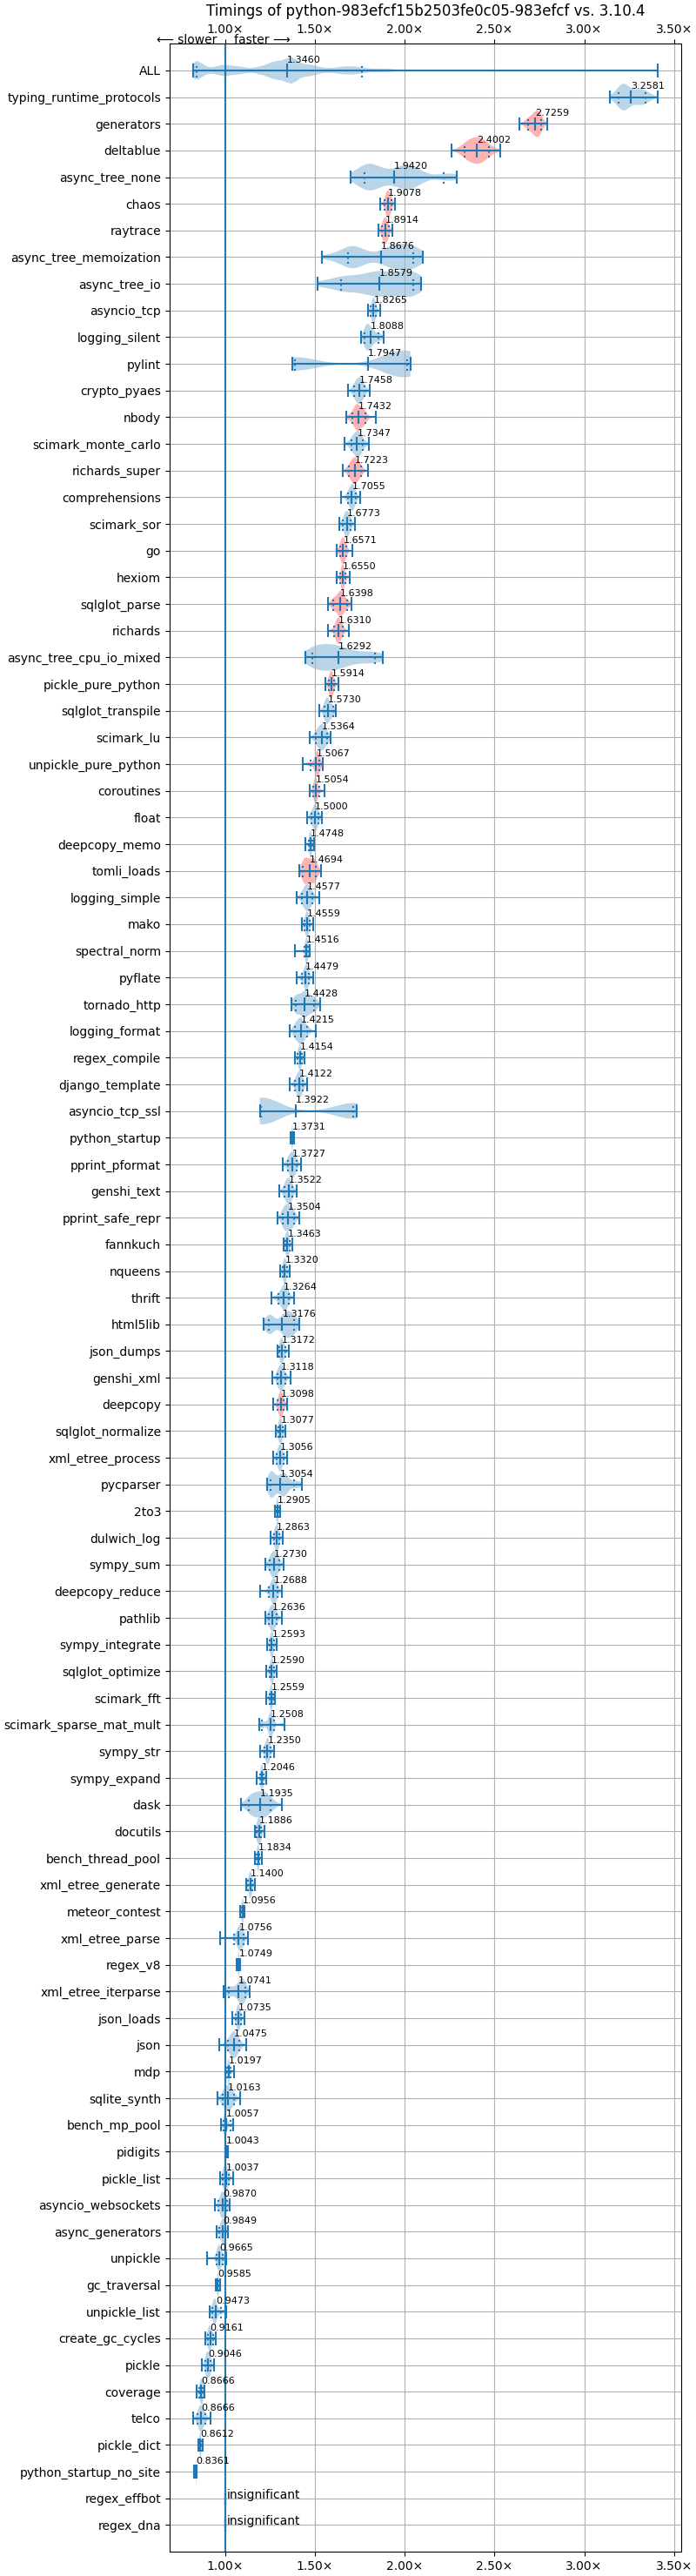 Timings of python-983efcf15b2503fe0c05-983efcf vs. 3.10.4
⟵ slower faster ⟶
1.00× 1.50× 2.00× 2.50× 3.00× 3.50×
ALL 1.3460
typing_runtime_protocols 3.2581
generators 2.7259
deltablue 2.4002
async_tree_none 1.9420
chaos 1.9078
raytrace 1.8914
async_tree_memoization 1.8676
async_tree_io 1.8579
asyncio_tcp 1.8265
logging_silent 1.8088
pylint 1.7947
crypto_pyaes 1.7458
nbody 1.7432
scimark_monte_carlo 1.7347
richards_super 1.7223
comprehensions 1.7055
scimark_sor 1.6773
go 1.6571
hexiom 1.6550
sqlglot_parse 1.6398
richards 1.6310
async_tree_cpu_io_mixed 1.6292
pickle_pure_python 1.5914
sqlglot_transpile 1.5730
scimark_lu 1.5364
unpickle_pure_python 1.5067
coroutines 1.5054
float 1.5000
deepcopy_memo 1.4748
tomli_loads 1.4694
logging_simple 1.4577
mako 1.4559
spectral_norm 1.4516
pyflate 1.4479
tornado_http 1.4428
logging_format 1.4215
regex_compile 1.4154
django_template 1.4122
asyncio_tcp_ssl 1.3922
python_startup 1.3731
pprint_pformat 1.3727
genshi_text 1.3522
pprint_safe_repr 1.3504
fannkuch 1.3463
nqueens 1.3320
thrift 1.3264
html5lib 1.3176
json_dumps 1.3172
genshi_xml 1.3118
deepcopy 1.3098
sqlglot_normalize 1.3077
xml_etree_process 1.3056
pycparser 1.3054
2to3 1.2905
dulwich_log 1.2863
sympy_sum 1.2730
deepcopy_reduce 1.2688
pathlib 1.2636
sympy_integrate 1.2593
sqlglot_optimize 1.2590
scimark_fft 1.2559
scimark_sparse_mat_mult 1.2508
sympy_str 1.2350
sympy_expand 1.2046
dask 1.1935
docutils 1.1886
bench_thread_pool 1.1834
xml_etree_generate 1.1400
meteor_contest 1.0956
xml_etree_parse 1.0756
regex_v8 1.0749
xml_etree_iterparse 1.0741
json_loads 1.0735
json 1.0475
mdp 1.0197
sqlite_synth 1.0163
bench_mp_pool 1.0057
pidigits 1.0043
pickle_list 1.0037
asyncio_websockets 0.9870
async_generators 0.9849
unpickle 0.9665
gc_traversal 0.9585
unpickle_list 0.9473
create_gc_cycles 0.9161
pickle 0.9046
coverage 0.8666
telco 0.8666
pickle_dict 0.8612
python_startup_no_site 0.8361
regex_effbot insignificant
regex_dna insignificant
1.00× 1.50× 2.00× 2.50× 3.00× 3.50×